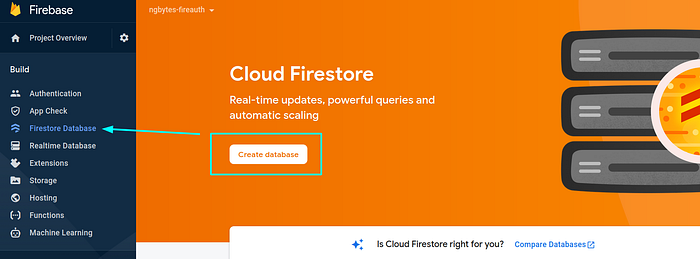 Firebase
Project Overview
Build
Authentication
App Check
Firestore Database
Realtime Database
Extensions
Storage
Hosting
Functions
Machine Learning
ngbytes-fireauth
Cloud Firestore
Real-time updates, powerful queries and
automatic scaling
Create database
Is Cloud Firestore right for you? Compare Databases